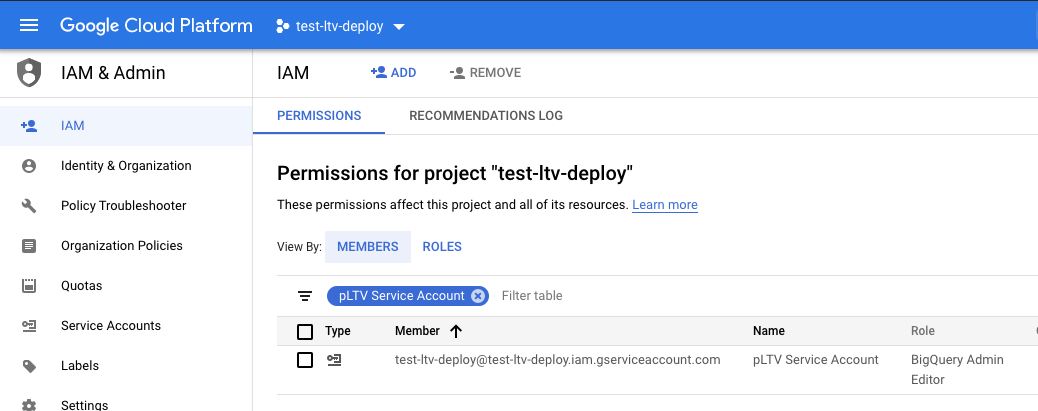 Google Cloud Platform test-ltv-deploy
IAM & Admin
IAM
Identity & Organization
Policy Troubleshooter
Organization Policies
Quotas
Service Accounts
Labels
Settings
IAM ADD REMOVE
PERMISSIONS RECOMMENDATIONS LOG
Permissions for project "test-ltv-deploy"
These permissions affect this project and all of its resources. Learn more
View By: MEMBERS ROLES
pLTV Service Account Filter table
Type Member Name Role
test-ltv-deploy@test-ltv-deploy.iam.gserviceaccount.com pLTV Service Account BigQuery Admin
Editor